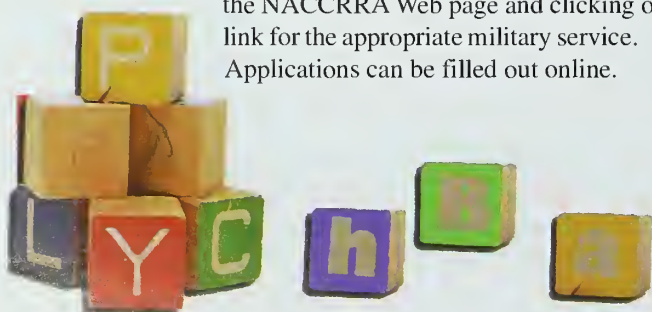 the NACCRRA Web page and clicking o
link for the appropriate military service.
Applications can be filled out online.
P
L Y C h B a